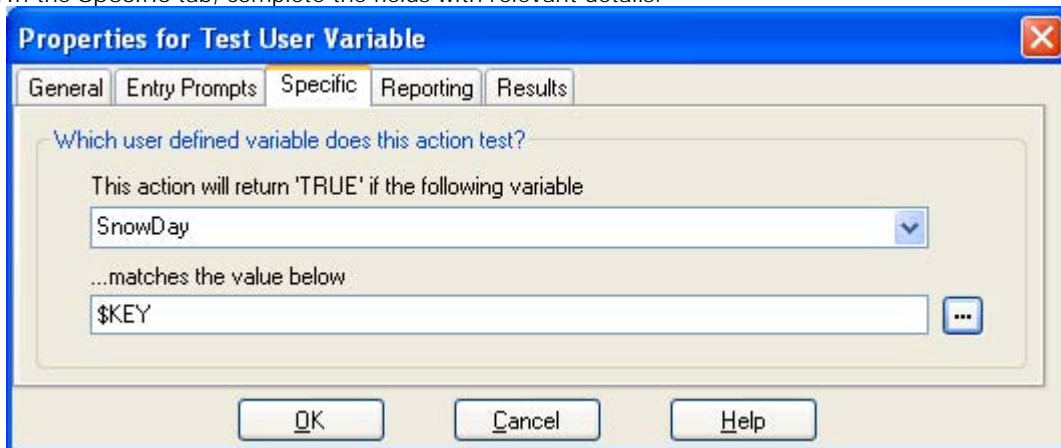 In the Specific tab, complete the fields with relevant details.
Properties for Test User Variable
General Entry Prompts Specific Reporting Results
Which user defined variable does this action test?
This action will return 'TRUE' if the following variable
SnowDay
...matches the value below
$KEY
...
OK Cancel Help